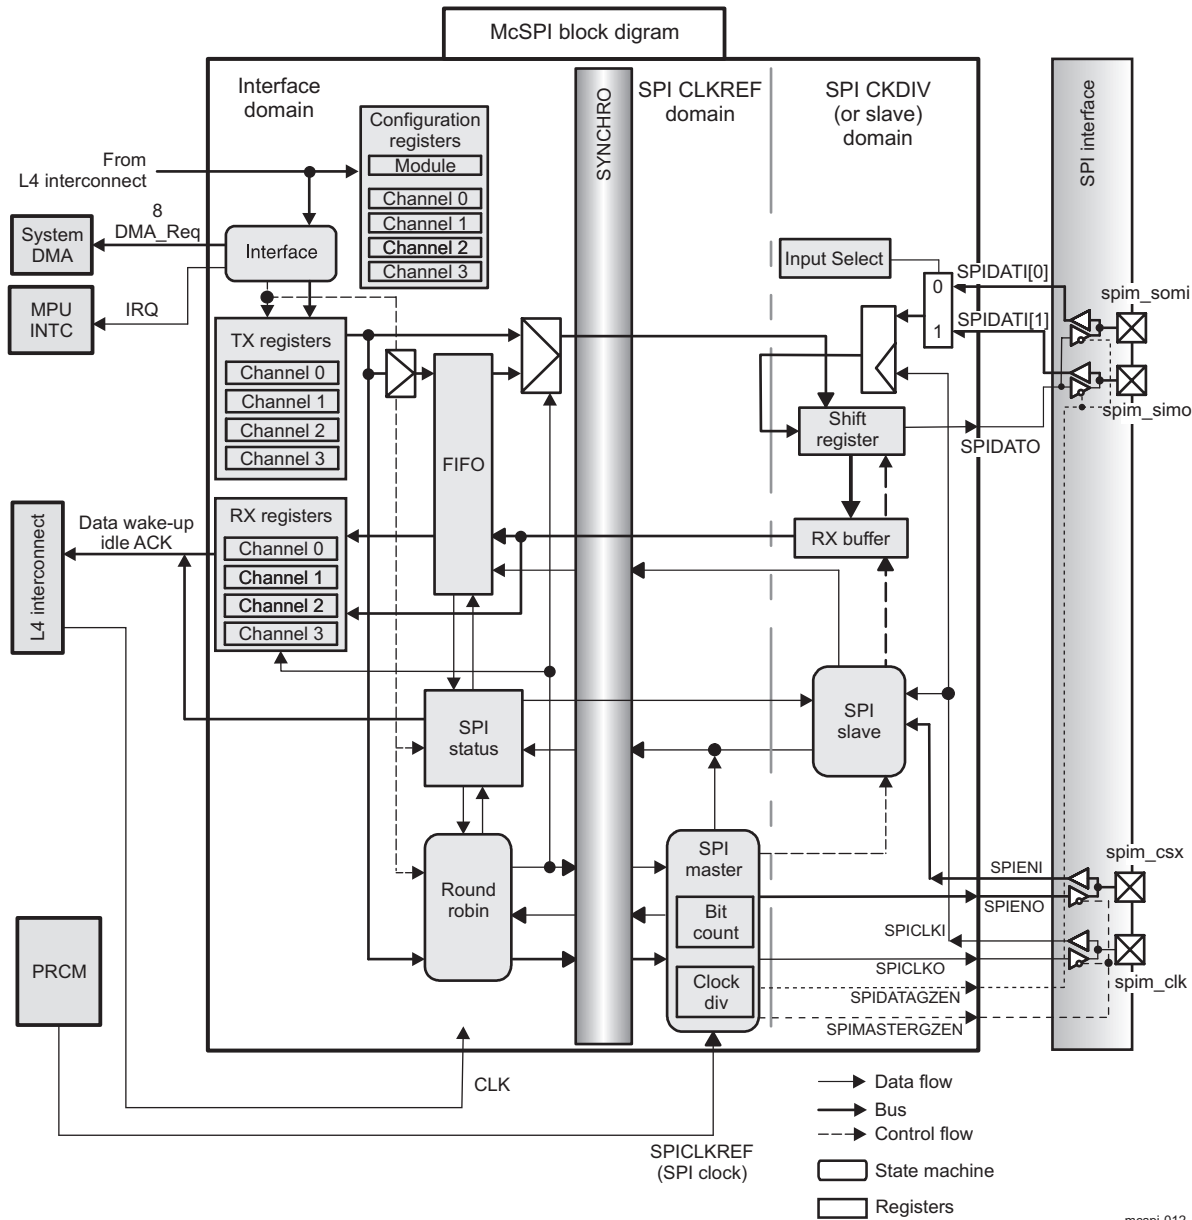 McSPI block digram
Interface
domain
SYNCHRO
SPI CLKREF
domain
SPI CKDIV
(or slave)
domain
SPI interface
Configuration
registers
Module
Channel 0
Channel 1
Channel 2
Channel 3
From
L4 interconnect
8
DMA_Req
System
DMA
Interface
MPU
INTC
IRQ
Input Select
0
1
SPIDATI[0]
SPIDATI[1]
spim_somi
spim_simo
TX registers
Channel 0
Channel 1
Channel 2
Channel 3
FIFO
Shift
register
SPIDATO
RX registers
Channel 0
Channel 1
Channel 2
Channel 3
Data wake-up
idle ACK
L4 interconnect
RX buffer
SPI
status
SPI
slave
Round
robin
SPI
master
Bit
count
Clock
div
SPIENI
SPIENO
SPICLKI
SPICLKO
SPIDATAGZEN
SPIMASTERGZEN
spim_csx
spim_clk
PRCM
CLK
SPICLKREF
(SPI clock)
Data flow
Bus
Control flow
State machine
Registers